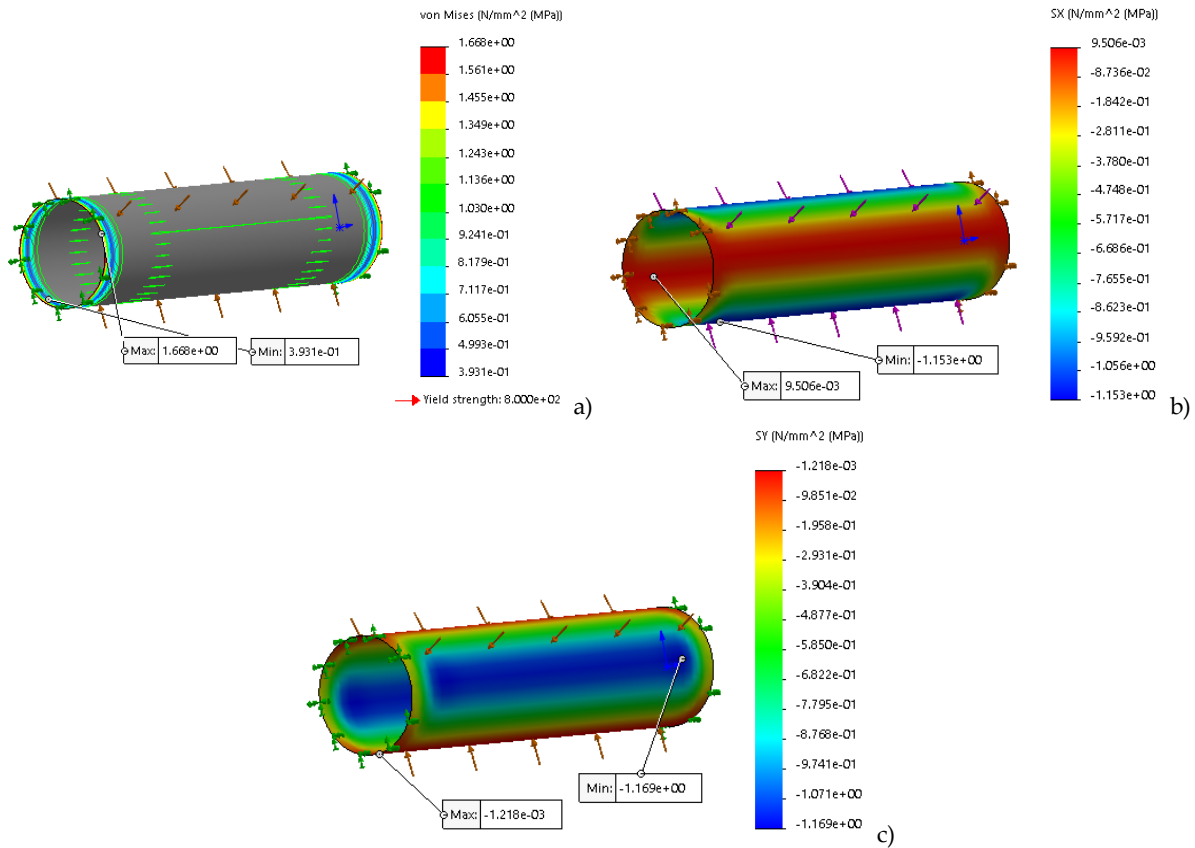 von Mises (N/mm^2 (MPa))
1.668e+00
1.561e+00
1.455e+00
1.349e+00
1.243e+00
1.136e+00
1.030e+00
9.241e-01
8.179e-01
7.117e-01
6.055e-01
4.993e-01
3.931e-01
Yield strength: 8.000e+02
Max: 1.668e+00
Min: 3.931e-01
a)
SX (N/mm^2 (MPa))
9.506e-03
-8.736e-02
-1.842e-01
-2.811e-01
-3.780e-01
-4.748e-01
-5.717e-01
-6.686e-01
-7.655e-01
-8.623e-01
-9.592e-01
-1.056e+00
-1.153e+00
Min: -1.153e+00
Max: 9.506e-03
b)
SY (N/mm^2 (MPa))
-1.218e-03
-9.851e-02
-1.958e-01
-2.931e-01
-3.904e-01
-4.877e-01
-5.850e-01
-6.822e-01
-7.795e-01
-8.768e-01
-9.741e-01
-1.071e+00
-1.169e+00
Min: -1.169e+00
Max: -1.218e-03
c)